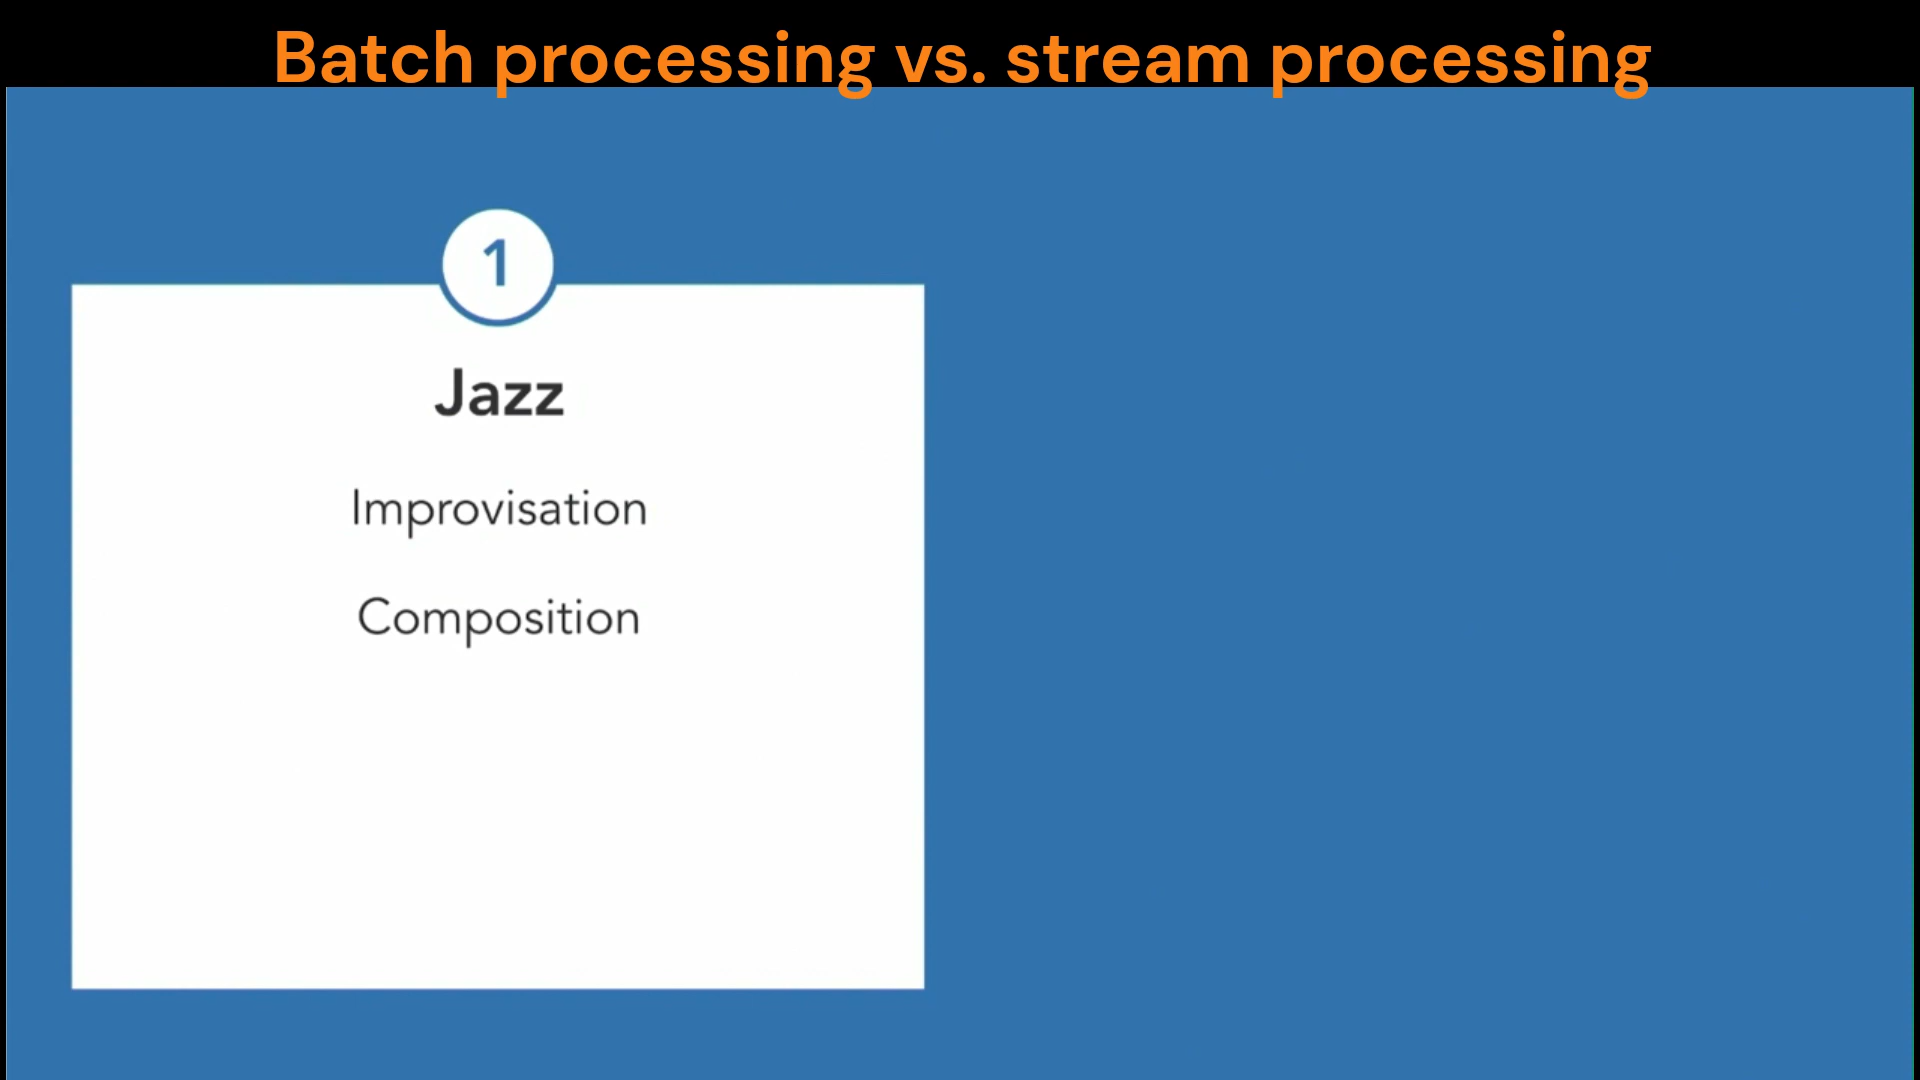 Batch processing vs. stream processing
1
Jazz
Improvisation
Composition